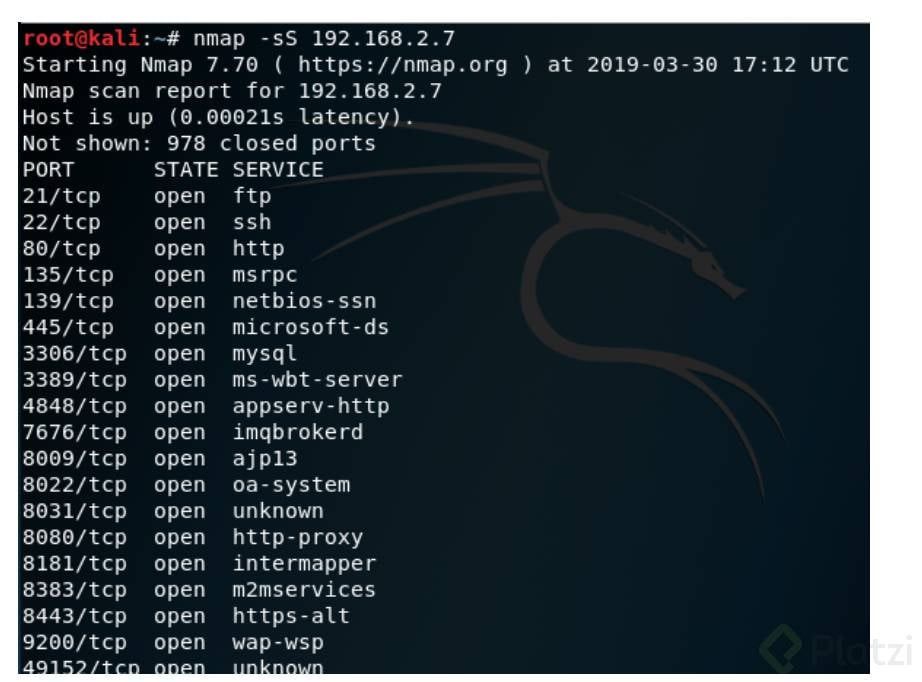 root@kali:~# nmap -sS 192.168.2.7
Starting Nmap 7.70 ( https://nmap.org ) at 2019-03-30 17:12 UTC
Nmap scan report for 192.168.2.7
Host is up (0.00021s latency).
Not shown: 978 closed ports
PORT STATE SERVICE
21/tcp open ftp
22/tcp open ssh
80/tcp open http
135/tcp open msrpc
139/tcp open netbios-ssn
445/tcp open microsoft-ds
3306/tcp open mysql
3389/tcp open ms-wbt-server
4848/tcp open appserv-http
7676/tcp open imqbrokerd
8009/tcp open ajp13
8022/tcp open oa-system
8031/tcp open unknown
8080/tcp open http-proxy
8181/tcp open intermapper
8383/tcp open m2mservices
8443/tcp open https-alt
9200/tcp open wap-wsp
49152/tcp open unknown
Platzi